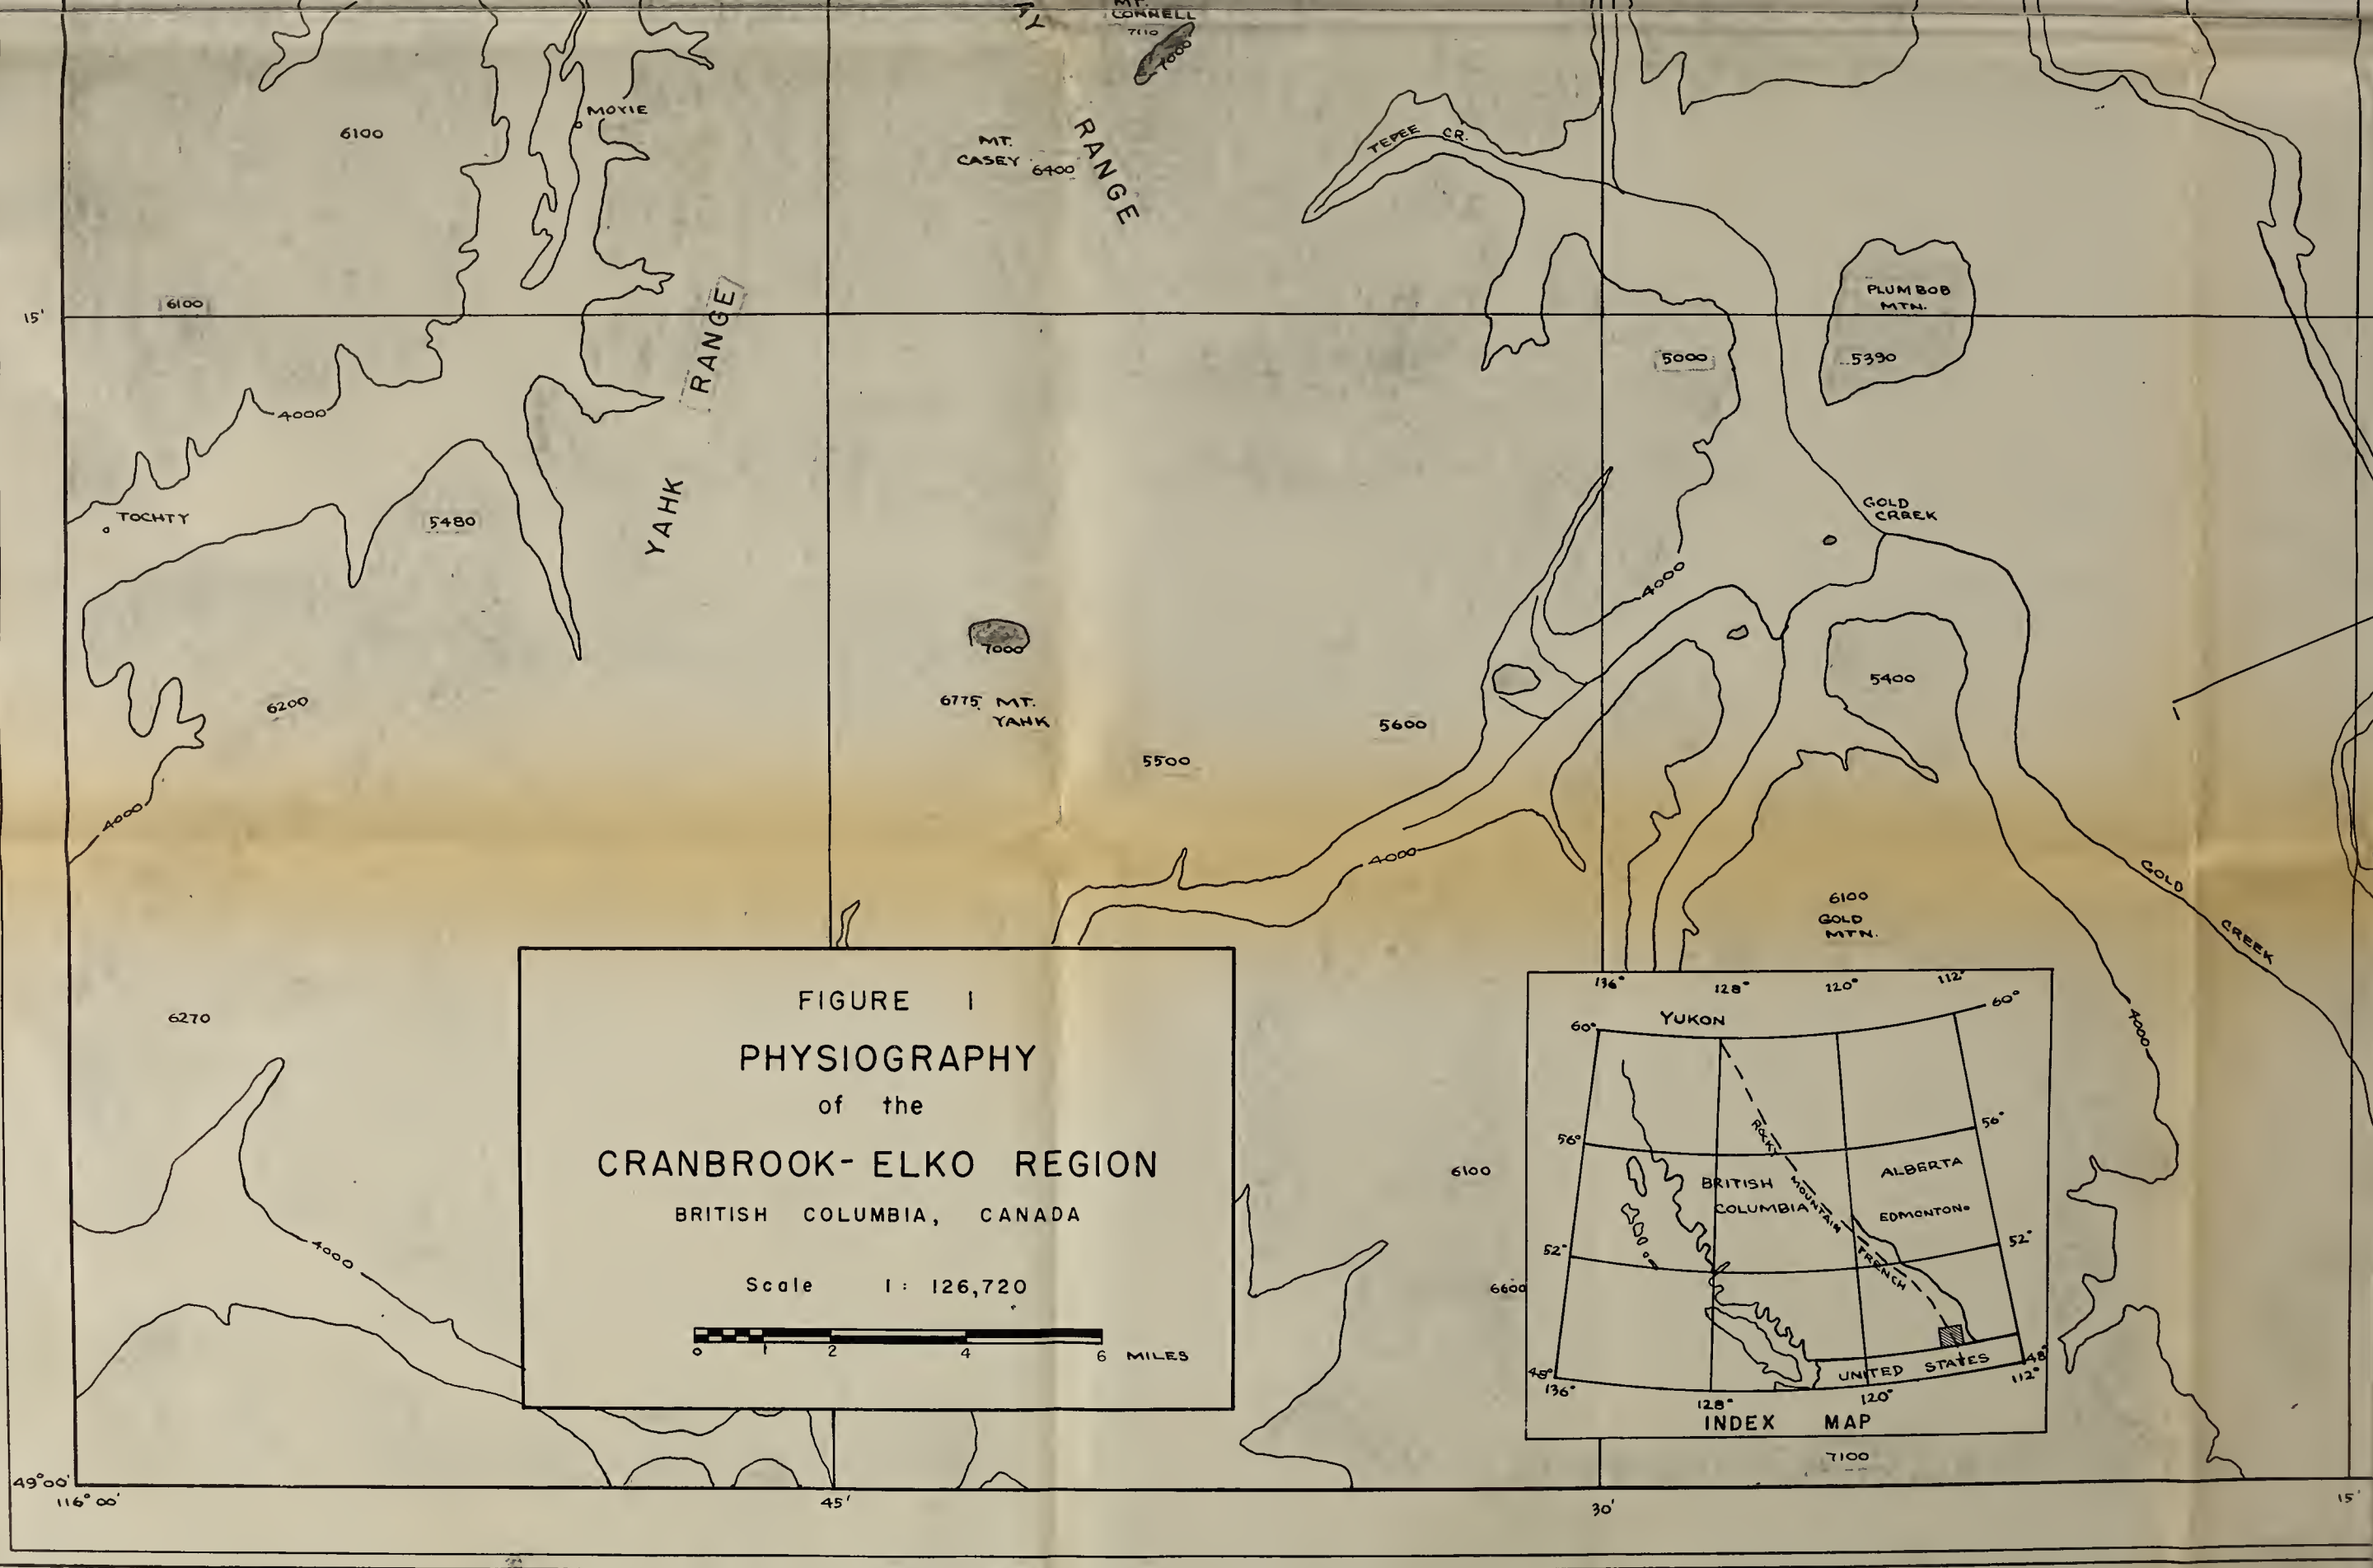 MT.
CONNELL
7110
7000
AY
RANGE
MOYIE
6100
MT.
CASEY 6400
TEPEE CR.
6100
15'
YAHK RANGE
PLUMBOB
MTN.
5390
5000
4000
TOCHTY
5480
GOLD
CREEK
4000
7000
6200
6775 MT.
YAHK
5600
5500
5400
4000
4000
6100
GOLD
MTN.
GOLD CREEK
6270
4000
4000
6100
6600
7100
FIGURE 1
PHYSIOGRAPHY
of the
CRANBROOK-ELKO REGION
BRITISH COLUMBIA, CANADA
Scale 1: 126,720
0 1 2 4 6 MILES
136° 128° 120° 112°
60° YUKON 60°
56° 56°
ROCKY MOUNTAIN TRENCH
BRITISH
COLUMBIA
ALBERTA
EDMONTON
52° 52°
UNITED STATES
48° 48°
136° 128° 120° 112°
INDEX MAP
49°00'
116°00' 45' 30' 15'